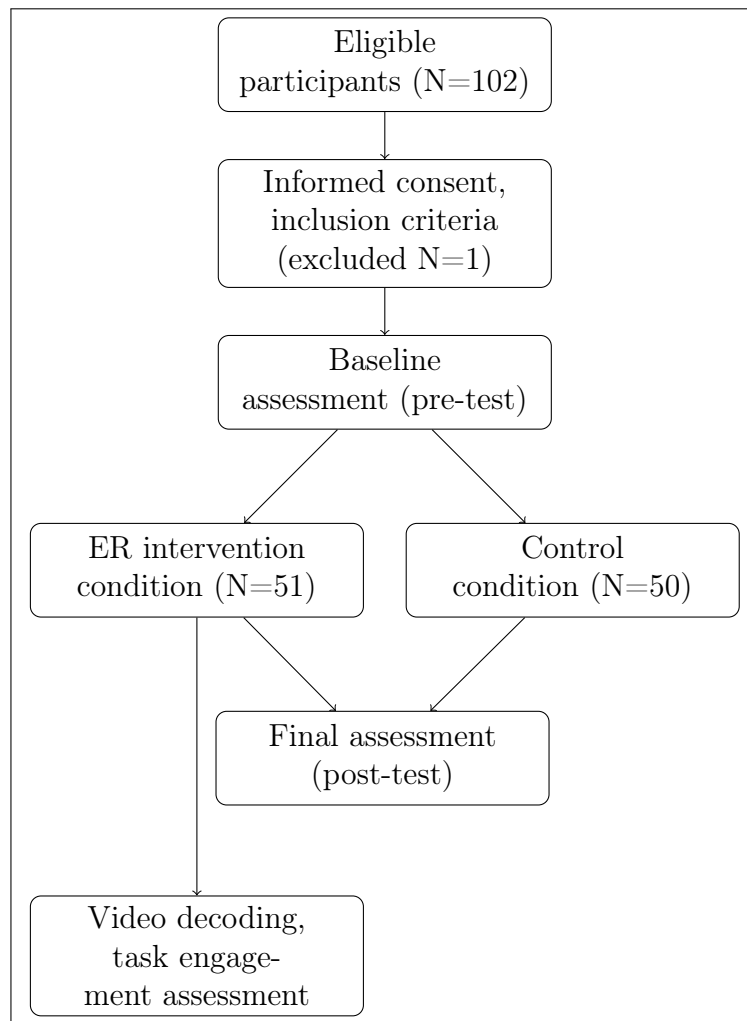 Eligible
participants (N=102)
Informed consent,
inclusion criteria
(excluded N=1)
Baseline
assessment (pre-test)
ER intervention
condition (N=51)
Control
condition (N=50)
Final assessment
(post-test)
Video decoding,
task engage-
ment assessment